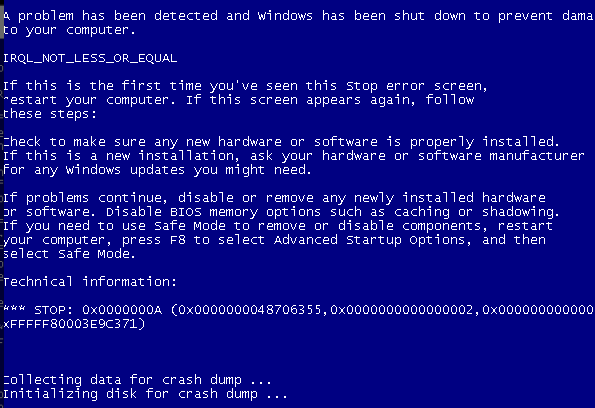 A problem has been detected and Windows has been shut down to prevent dama
to your computer.
IRQL_NOT_LESS_OR_EQUAL
If this is the first time you've seen this Stop error screen,
restart your computer. If this screen appears again, follow
these steps:
Check to make sure any new hardware or software is properly installed.
If this is a new installation, ask your hardware or software manufacturer
for any Windows updates you might need.
If problems continue, disable or remove any newly installed hardware
or software. Disable BIOS memory options such as caching or shadowing.
If you need to use Safe Mode to remove or disable components, restart
your computer, press F8 to select Advanced Startup Options, and then
select Safe Mode.
Technical information:
*** STOP: 0x0000000A (0x0000000048706355,0x0000000000000002,0x000000000000
xFFFFF80003E9C371)
Collecting data for crash dump ...
Initializing disk for crash dump ...